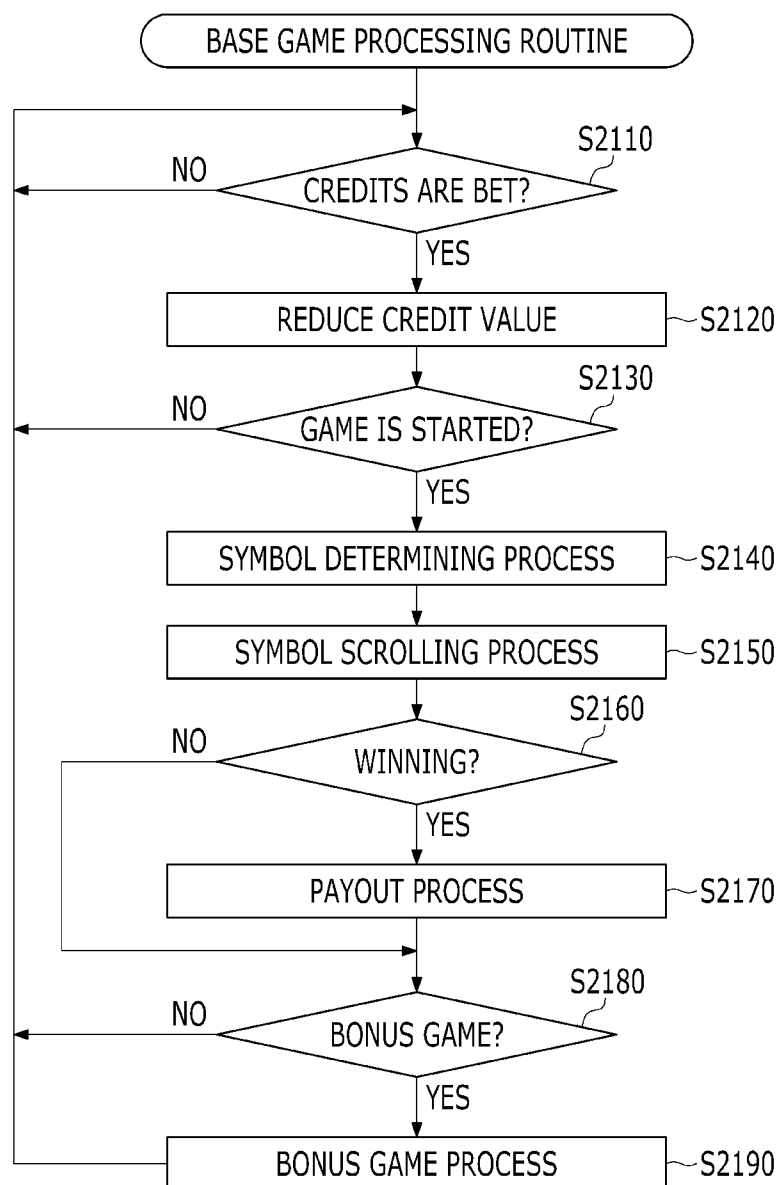 BASE GAME PROCESSING ROUTINE
S2110
NO
CREDITS ARE BET?
YES
REDUCE CREDIT VALUE
S2120
S2130
NO
GAME IS STARTED?
YES
SYMBOL DETERMINING PROCESS
S2140
SYMBOL SCROLLING PROCESS
S2150
S2160
NO
WINNING?
YES
PAYOUT PROCESS
S2170
S2180
NO
BONUS GAME?
YES
BONUS GAME PROCESS
S2190